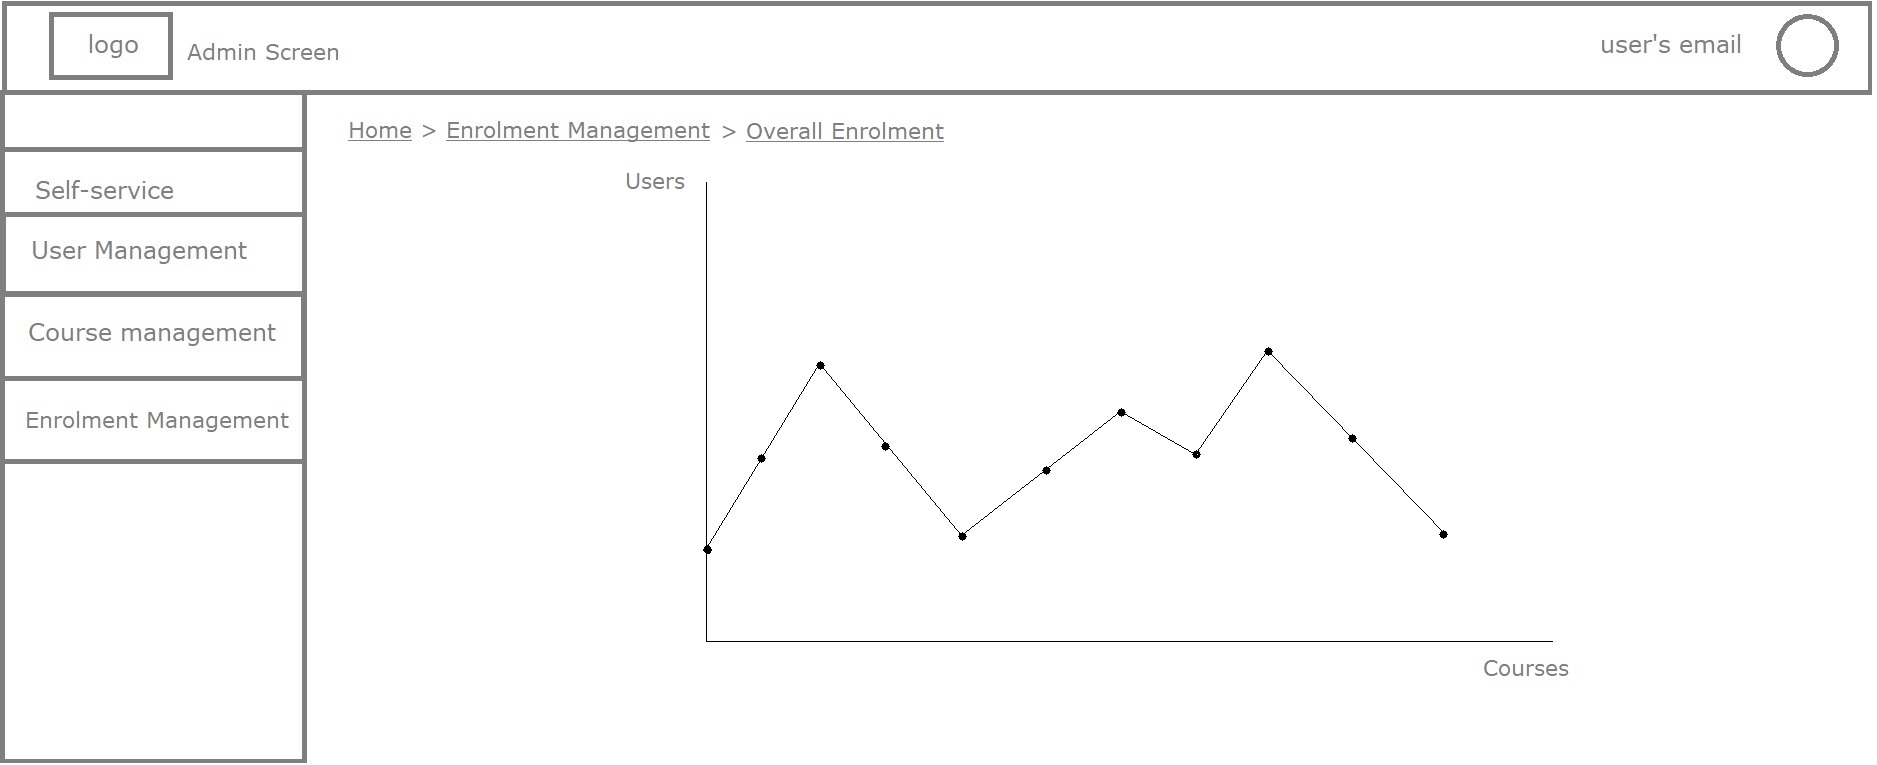 logo
Admin Screen
user's email
Home > Enrolment Management > Overall Enrolment
Self-service
User Management
Course management
Enrolment Management
Users
Courses